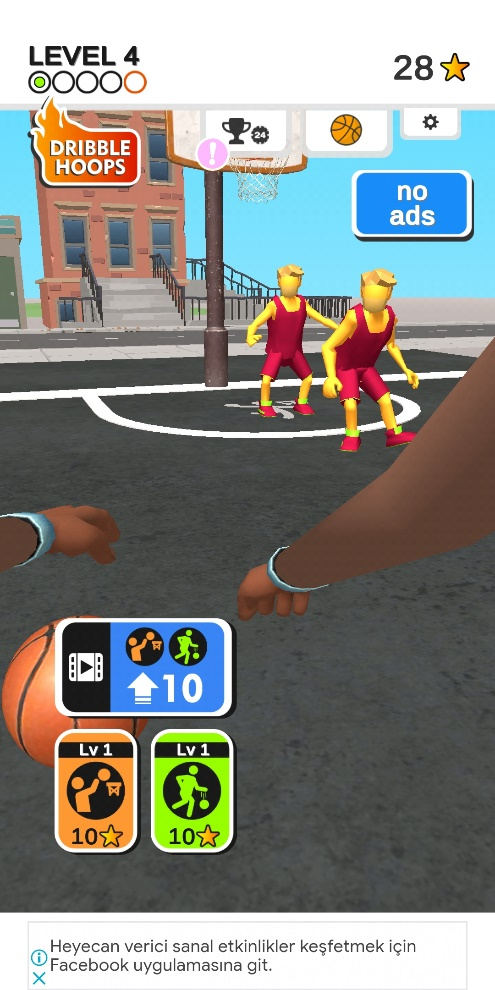 LEVEL 4
28
DRIBBLE
HOOPS
24
!
no
ads
10
Lv 1
Lv 1
10
10
Heyecan verici sanal etkinlikler keşfetmek için
Facebook uygulamasına git.